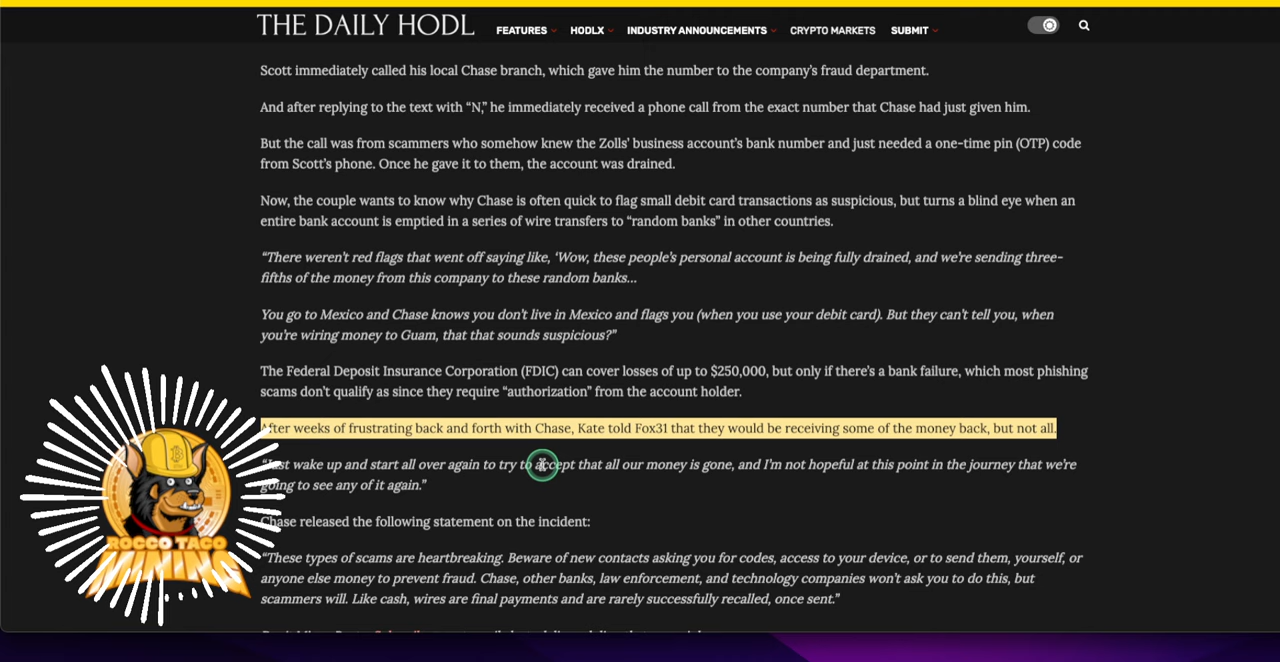 THE DAILY HODL FEATURES HODLX INDUSTRY ANNOUNCEMENTS CRYPTO MARKETS SUBMIT
Scott immediately called his local Chase branch, which gave him the number to the company’s fraud department.
And after replying to the text with “N,” he immediately received a phone call from the exact number that Chase had just given him.
But the call was from scammers who somehow knew the Zolls’ business account’s bank number and just needed a one-time pin (OTP) code
from Scott’s phone. Once he gave it to them, the account was drained.
Now, the couple wants to know why Chase is often quick to flag small debit card transactions as suspicious, but turns a blind eye when an
entire bank account is emptied in a series of wire transfers to “random banks” in other countries.
“There weren’t red flags that went off saying like, ‘Wow, these people’s personal account is being fully drained, and we’re sending three-
fifths of the money from this company to these random banks…
You go to Mexico and Chase knows you don’t live in Mexico and flags you (when you use your debit card). But they can’t tell you, when
you’re wiring money to Guam, that that sounds suspicious?”
The Federal Deposit Insurance Corporation (FDIC) can cover losses of up to $250,000, but only if there’s a bank failure, which most phishing
scams don’t qualify as since they require “authorization” from the account holder.
After weeks of frustrating back and forth with Chase, Kate told Fox31 that they would be receiving some of the money back, but not all.
“Just wake up and start all over again to try to accept that all our money is gone, and I’m not hopeful at this point in the journey that we’re
going to see any of it again.”
Chase released the following statement on the incident:
“These types of scams are heartbreaking. Beware of new contacts asking you for codes, access to your device, or to send them, yourself, or
anyone else money to prevent fraud. Chase, other banks, law enforcement, and technology companies won’t ask you to do this, but
scammers will. Like cash, wires are final payments and are rarely successfully recalled, once sent.”
ROCCO TACO
MINING